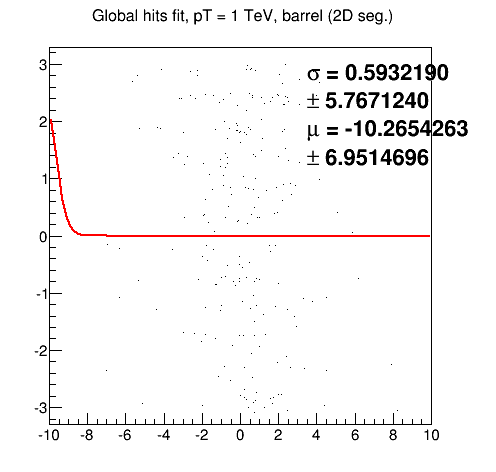 Global hits fit, pT = 1 TeV, barrel (2D seg.)
σ = 0.5932190
± 5.7671240
μ = -10.2654263
± 6.9514696
3
2
1
0
-1
-2
-3
-10 -8 -6 -4 -2 0 2 4 6 8 10